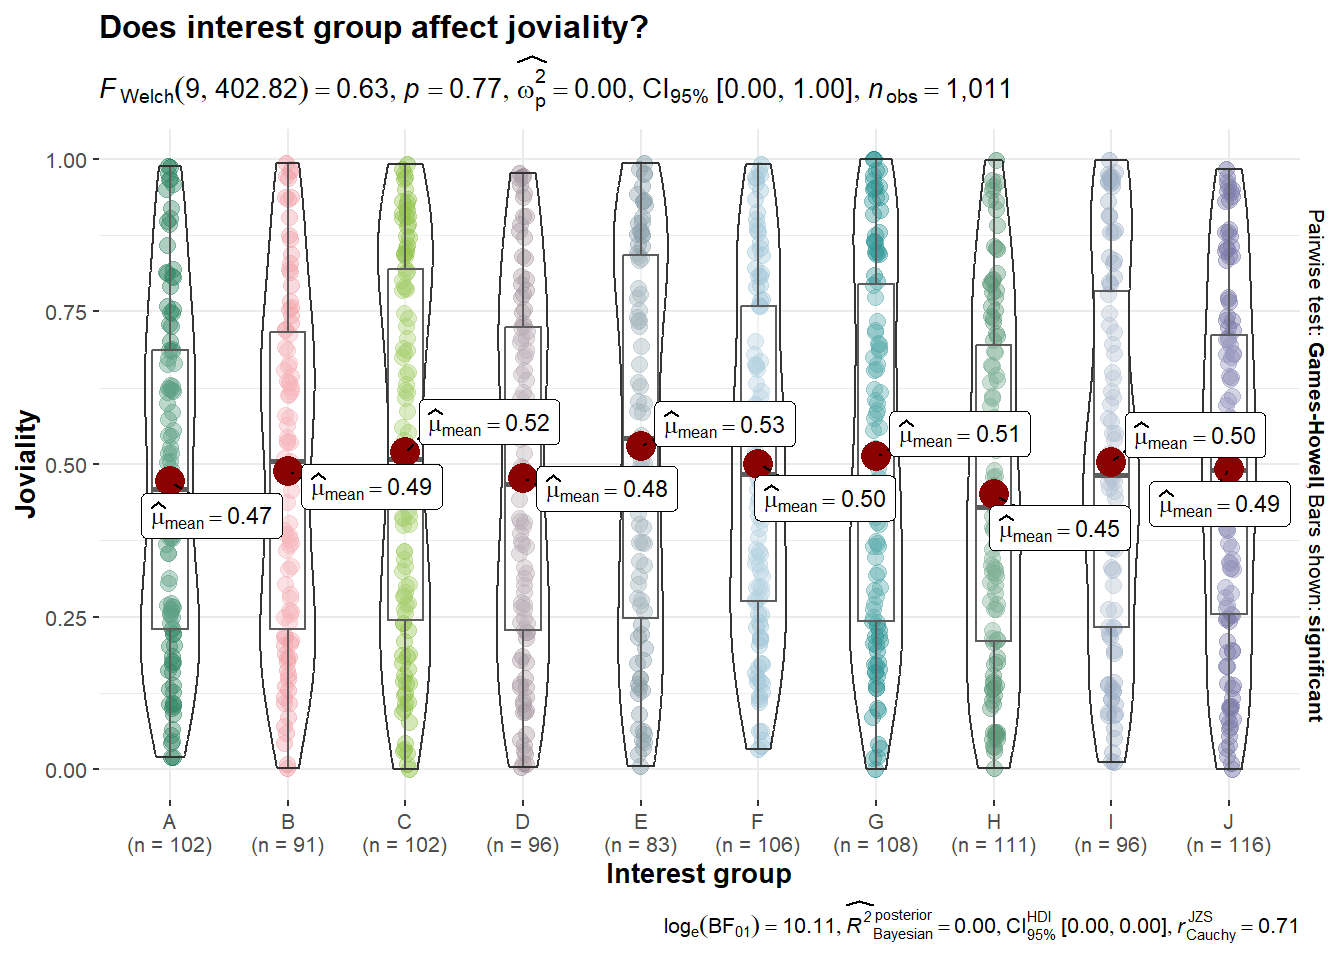 Does interest group affect joviality?
F Welch(9, 402.82) = 0.63, p = 0.77, ω̂²p = 0.00, CI95% [0.00, 1.00], nobs = 1,011
Joviality
1.00
0.75
0.50
0.25
0.00
μ̂mean = 0.47
μ̂mean = 0.49
μ̂mean = 0.52
μ̂mean = 0.48
μ̂mean = 0.53
μ̂mean = 0.50
μ̂mean = 0.51
μ̂mean = 0.45
μ̂mean = 0.50
μ̂mean = 0.49
Pairwise test: Games-Howell, Bars shown: significant
A
(n = 102)
B
(n = 91)
C
(n = 102)
D
(n = 96)
E
(n = 83)
F
(n = 106)
G
(n = 108)
H
(n = 111)
I
(n = 96)
J
(n = 116)
Interest group
loge(BF01) = 10.11, R̂² posterior Bayesian = 0.00, CI HDI 95% [0.00, 0.00], r JZS Cauchy = 0.71